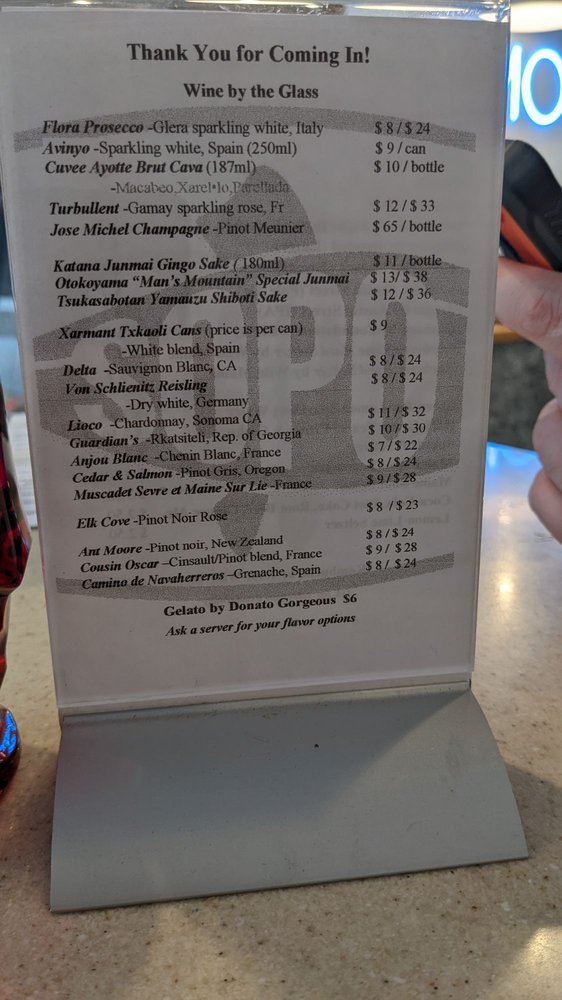 Thank You for Coming In!
Wine by the Glass
Flora Prosecco -Glera sparkling white, Italy $ 8 / $ 24
Avinyo -Sparkling white, Spain (250ml) $ 9 / can
Cuvee Ayotte Brut Cava (187ml) $ 10 / bottle
-Macabeo,Xarel•lo,Parellada
Turbullent -Gamay sparkling rose, Fr $ 12 / $ 33
Jose Michel Champagne -Pinot Meunier $ 65 / bottle
Katana Junmai Gingo Sake ( 180ml) $ 11 / bottle
Otokoyama “Man’s Mountain” Special Junmai $ 13/ $ 38
Tsukasabotan Yamauzu Shiboti Sake $ 12 / $ 36
Xarmant Txkaoli Cans (price is per can) $ 9
-White blend, Spain
Delta -Sauvignon Blanc, CA $ 8 / $ 24
Von Schlienitz Reisling $ 8 / $ 24
-Dry white, Germany
Lioco -Chardonnay, Sonoma CA $ 11 / $ 32
Guardian’s -Rkatsiteli, Rep. of Georgia $ 10 / $ 30
Anjou Blanc -Chenin Blanc, France $ 7 / $ 22
Cedar & Salmon -Pinot Gris, Oregon $ 8 / $ 24
Muscadet Sevre et Maine Sur Lie -France $ 9 / $ 28
Elk Cove -Pinot Noir Rose $ 8 / $ 23
Ant Moore -Pinot noir, New Zealand $ 8 / $ 24
Cousin Oscar –Cinsault/Pinot blend, France $ 9 / $ 28
Camino de Navaherreros –Grenache, Spain $ 8 / $ 24
Gelato by Donato Gorgeous $6
Ask a server for your flavor options